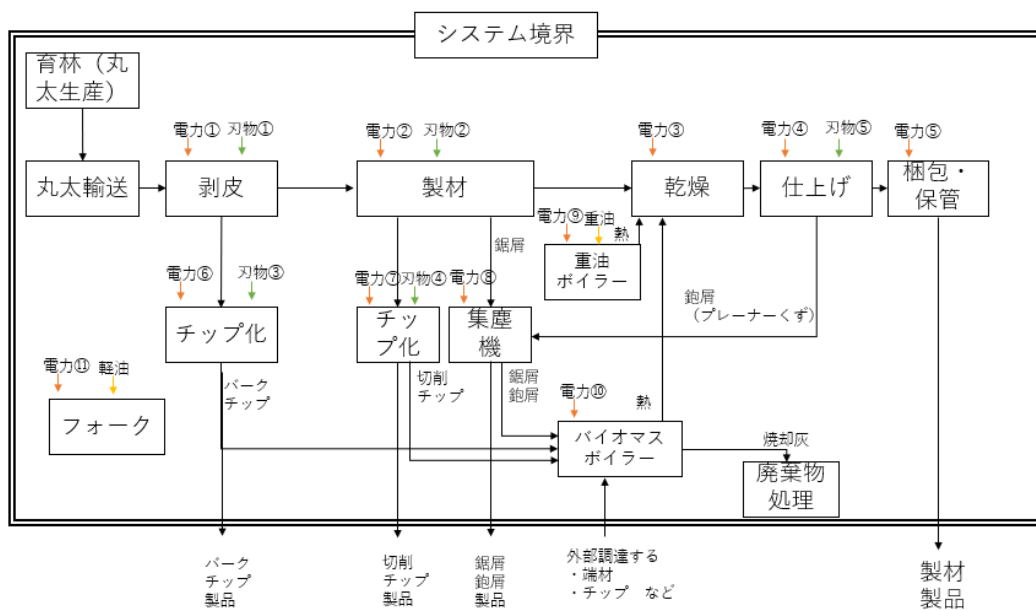 システム境界
育林（丸
太生産）
電力①
刃物①
電力②
刃物②
電力③
電力④
刃物⑤
電力⑤
丸太輸送
剥皮
製材
乾燥
仕上げ
梱包・
保管
電力⑨
重油
熱
鋸屑
重油
ボイラー
電力⑥
刃物③
電力⑦
刃物④
電力⑧
鉋屑
（プレーナーくず）
チップ化
チッ
プ化
集塵
機
電力⑪
軽油
フォーク
バーク
チップ
切削
チップ
鋸屑
鉋屑
電力⑩
熱
バイオマス
ボイラー
焼却灰
廃棄物
処理
バーク
チップ
製品
切削
チップ
製品
鋸屑
鉋屑
製品
外部調達する
・端材
・チップ など
製材
製品